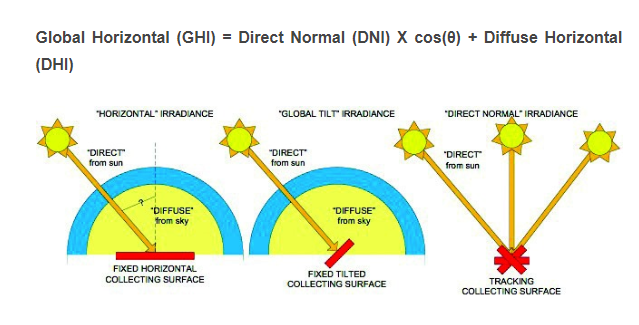 Global Horizontal (GHI) = Direct Normal (DNI) X cos(θ) + Diffuse Horizontal
(DHI)
"HORIZONTAL" IRRADIANCE
"GLOBAL TILT" IRRADIANCE
"DIRECT NORMAL" IRRADIANCE
"DIRECT"
from sun
"DIRECT"
from sun
"DIRECT"
from sun
?
"DIFFUSE"
from sky
"DIFFUSE"
from sky
FIXED HORIZONTAL
COLLECTING SURFACE
FIXED TILTED
COLLECTING SURFACE
TRACKING
COLLECTING SURFACE